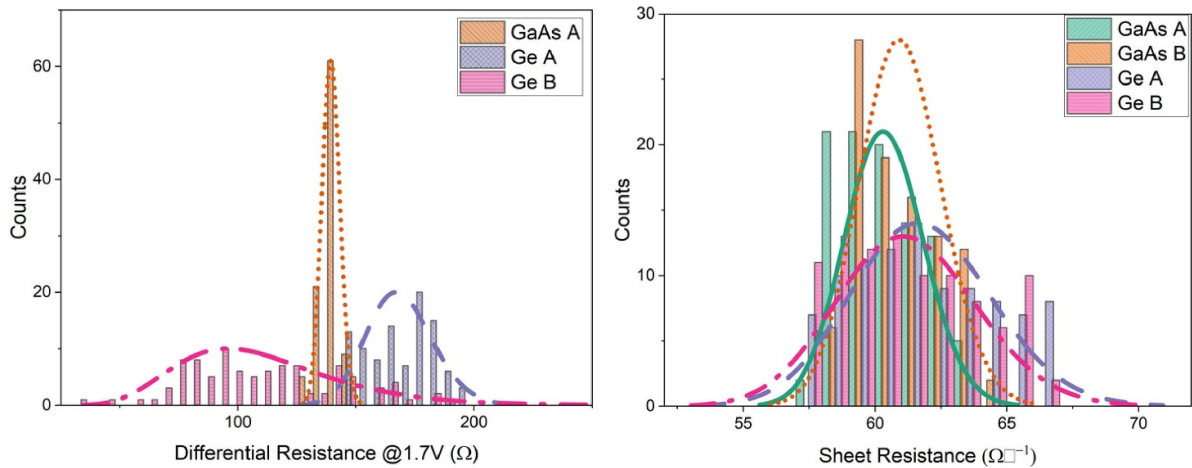 GaAs A
Ge A
Ge B
60
40
20
0
Counts
100
200
Differential Resistance @1.7V (Ω)
GaAs A
GaAs B
Ge A
Ge B
30
20
10
0
Counts
55
60
65
70
Sheet Resistance (Ω□⁻¹)